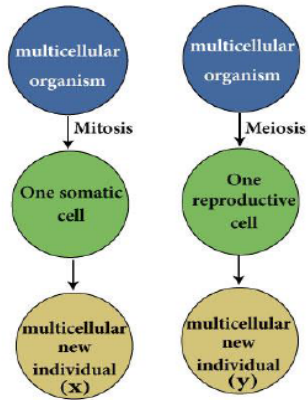 multicellular
organism
Mitosis
One somatic
cell
multicellular
new
individual
(x)
multicellular
organism
Meiosis
One
reproductive
cell
multicellular
new
individual
(y)